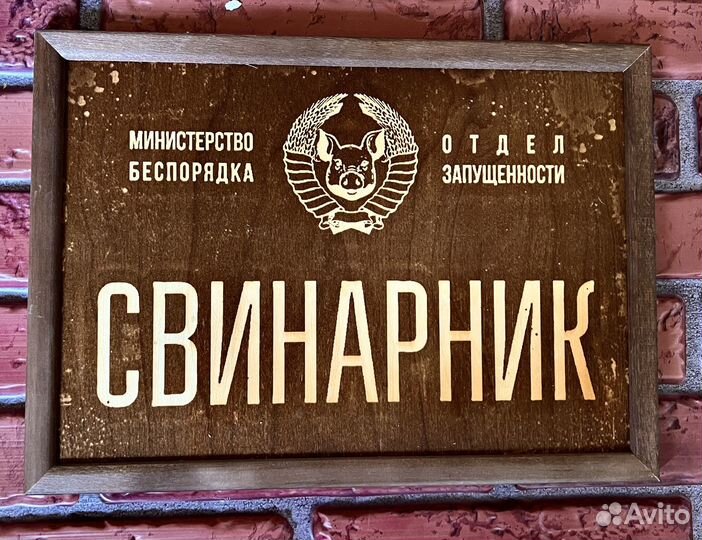 МИНИСТЕРСТВО
БЕСПОРЯДКА
ОТДЕЛ
ЗАПУЩЕННОСТИ
СВИНАРНИК
Avito